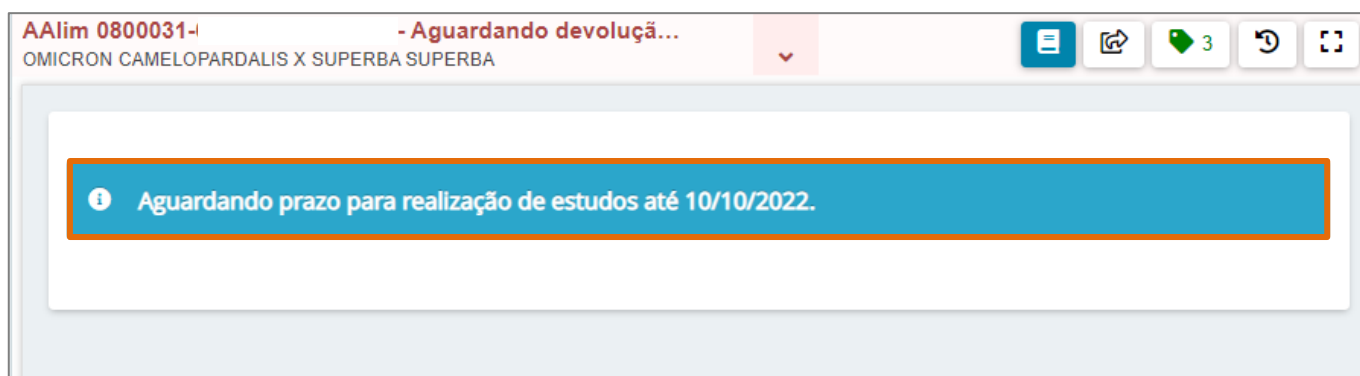 AAlim 0800031- - Aguardando devoluçã...
OMICRON CAMELOPARDALIS X SUPERBA SUPERBA
3
Aguardando prazo para realização de estudos até 10/10/2022.